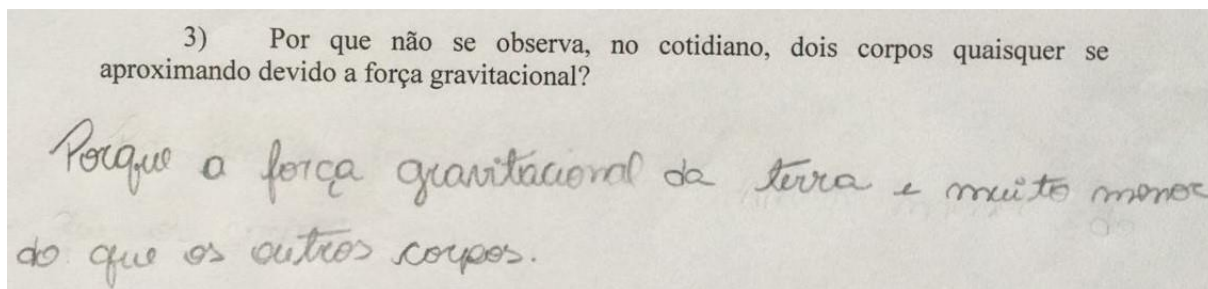 3) Por que não se observa, no cotidiano, dois corpos quaisquer se
aproximando devido a força gravitacional?
Porque a força gravitacional da terra e muito menor
do que os outros corpos.